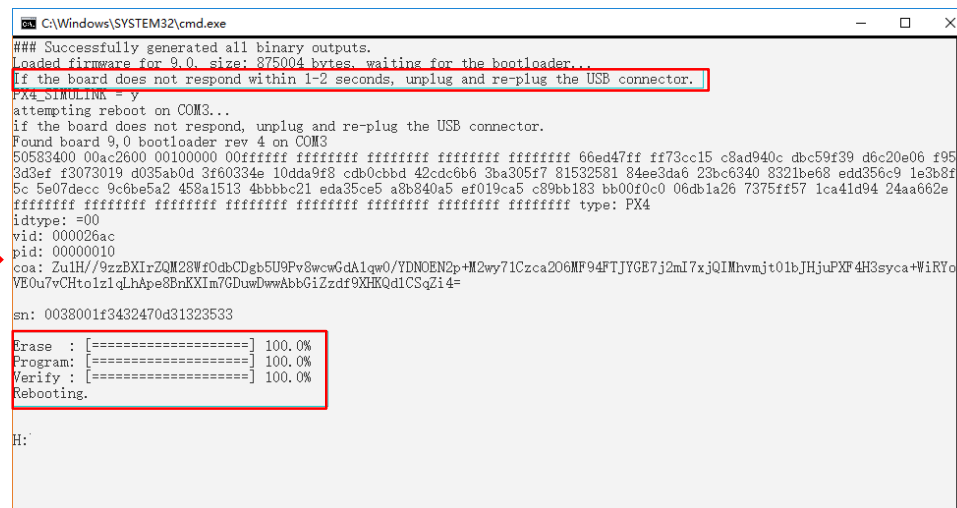 C:\Windows\SYSTEM32\cmd.exe
### Successfully generated all binary outputs.
Loaded firmware for 9,0, size: 875004 bytes, waiting for the bootloader...
If the board does not respond within 1-2 seconds, unplug and re-plug the USB connector.
PX4_SIMULINK = y
attempting reboot on COM3...
if the board does not respond, unplug and re-plug the USB connector.
Found board 9,0 bootloader rev 4 on COM3
50583400 00ac2600 00100000 00ffffff ffffffff ffffffff ffffffff ffffffff 66ed47ff ff73cc15 c8ad940c dbc59f39 d6c20e06 f95
3d3ef f3073019 d035ab0d 3f60334e 10dda9f8 cdb0cbbd 42cdc6b6 3ba305f7 81532581 84ee3da6 23bc6340 8321be68 edd356c9 1e3b8f
5c 5e07decc 9c6be5a2 458a1513 4bbbbc21 eda35ce5 a8b840a5 ef019ca5 c89bb183 bb00f0c0 06db1a26 7375ff57 1ca41d94 24aa662e
ffffffff ffffffff ffffffff ffffffff ffffffff ffffffff ffffffff ffffffff type: PX4
idtype: =00
vid: 000026ac
pid: 00000010
coa: Zu1H//9zzBXIrZQM28WfOdbCDgb5U9Pv8wcwGdA1qw0/YDNOEN2p+M2wy71Czca2O6MF94FTJYGE7j2mI7xjQIMhvmjt01bJHjuPXF4H3syca+WiRYo
VE0u7vCHto1z1qLhApe8BnKXIm7GDuwDwwAbbGiZzdf9XHKQd1CSqZi4=
sn: 0038001f3432470d31323533
Erase  : [====================] 100.0%
Program: [====================] 100.0%
Verify : [====================] 100.0%
Rebooting.
H: